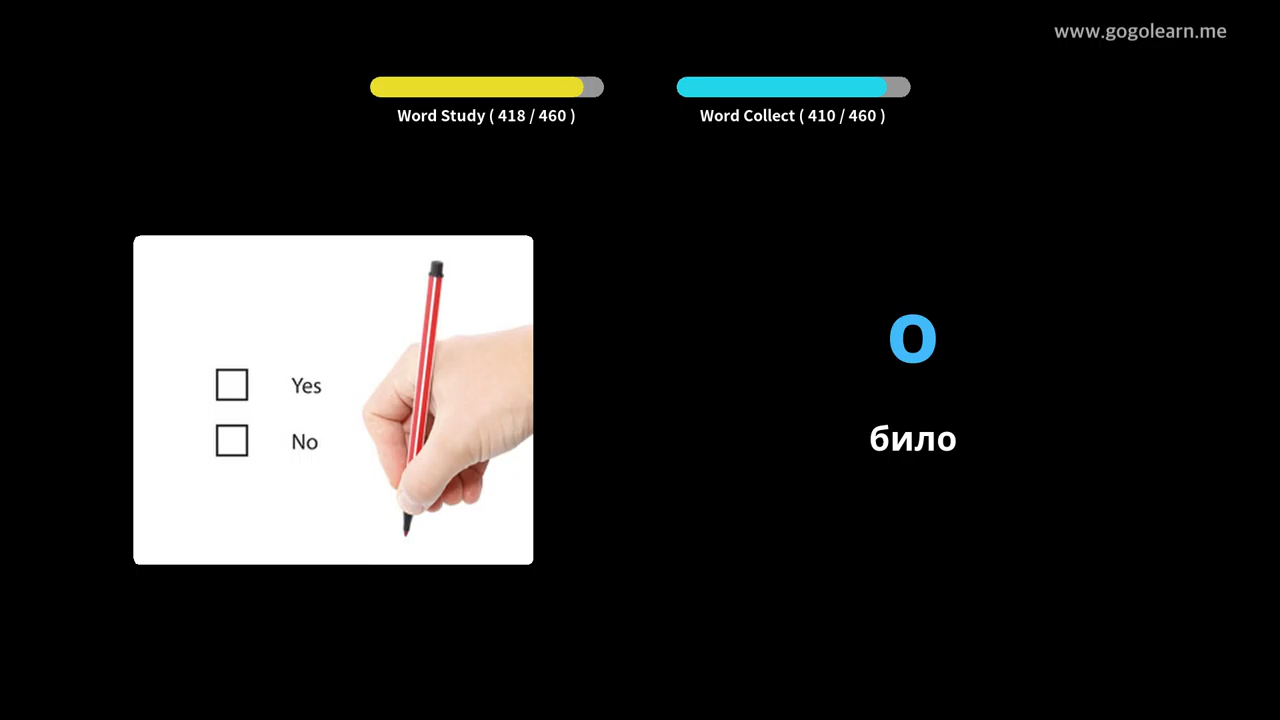 www.gogolearn.me
Word Study ( 418 / 460 )
Word Collect ( 410 / 460 )
Yes
No
o
било